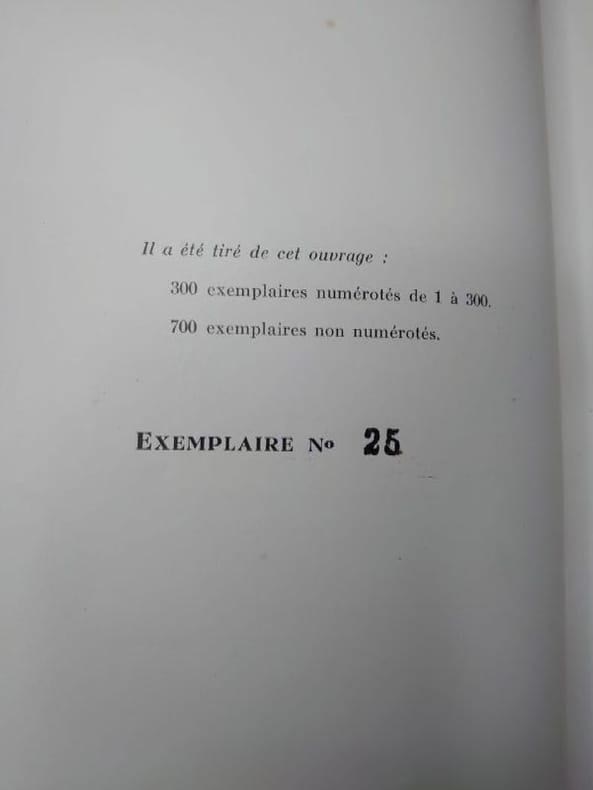 Il a été tiré de cet ouvrage :
300 exemplaires numérotés de 1 à 300.
700 exemplaires non numérotés.
EXEMPLAIRE No 25